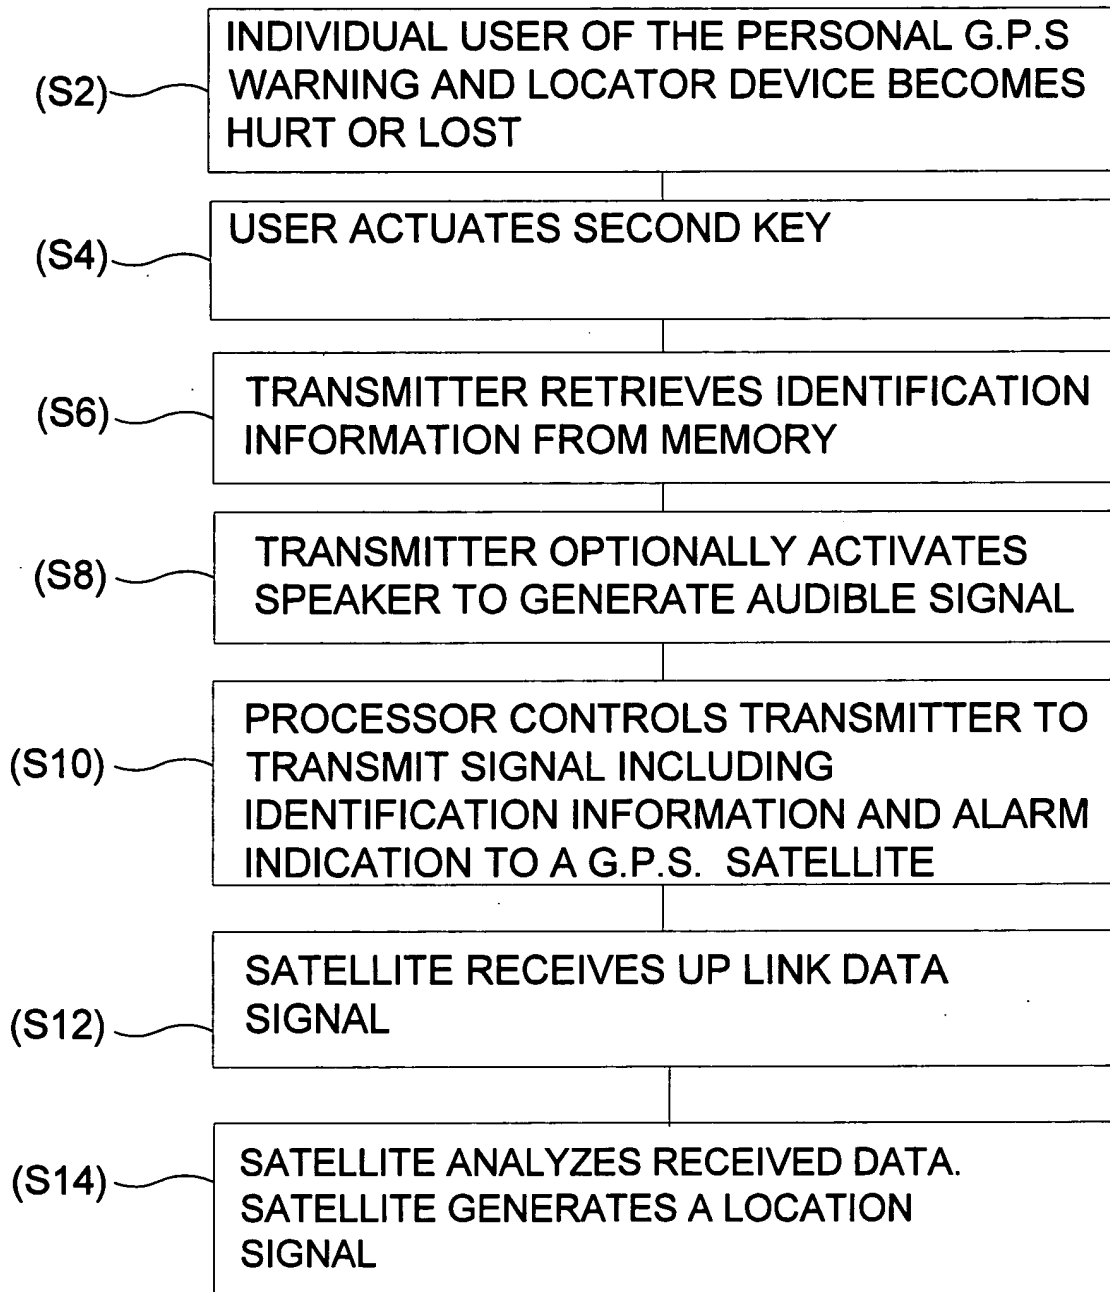 INDIVIDUAL USER OF THE PERSONAL G.P.S
WARNING AND LOCATOR DEVICE BECOMES
HURT OR LOST
(S2)
USER ACTUATES SECOND KEY
(S4)
TRANSMITTER RETRIEVES IDENTIFICATION
INFORMATION FROM MEMORY
(S6)
TRANSMITTER OPTIONALLY ACTIVATES
SPEAKER TO GENERATE AUDIBLE SIGNAL
(S8)
PROCESSOR CONTROLS TRANSMITTER TO
TRANSMIT SIGNAL INCLUDING
IDENTIFICATION INFORMATION AND ALARM
INDICATION TO A G.P.S. SATELLITE
(S10)
SATELLITE RECEIVES UP LINK DATA
SIGNAL
(S12)
SATELLITE ANALYZES RECEIVED DATA.
SATELLITE GENERATES A LOCATION
SIGNAL
(S14)